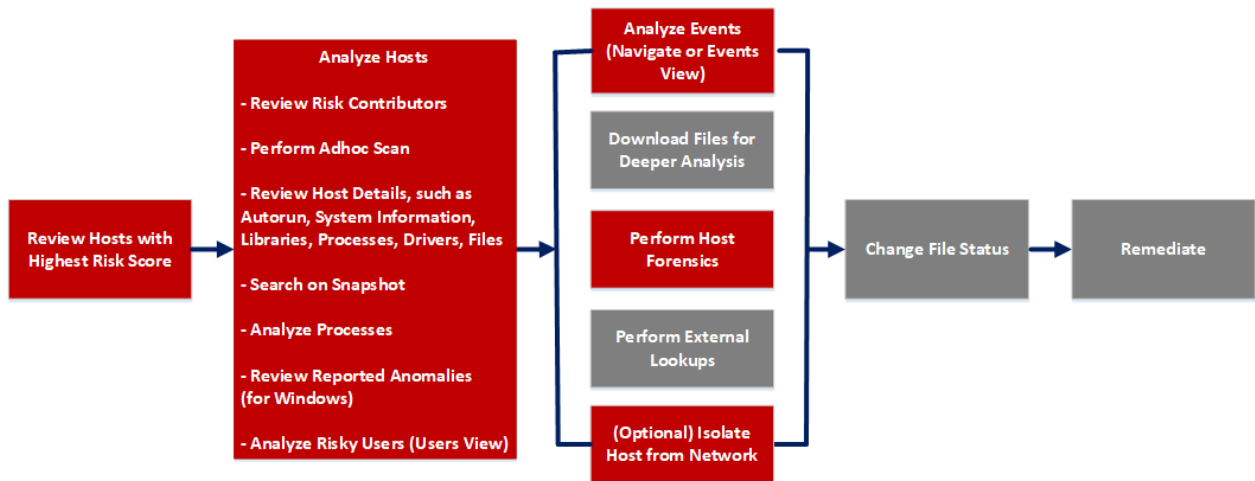 Review Hosts with
Highest Risk Score
Analyze Hosts
- Review Risk Contributors
- Perform Adhoc Scan
- Review Host Details, such as
Autorun, System Information,
Libraries, Processes, Drivers, Files
- Search on Snapshot
- Analyze Processes
- Review Reported Anomalies
(for Windows)
- Analyze Risky Users (Users View)
Analyze Events
(Navigate or Events
View)
Download Files for
Deeper Analysis
Perform Host
Forensics
Perform External
Lookups
(Optional) Isolate
Host from Network
Change File Status
Remediate